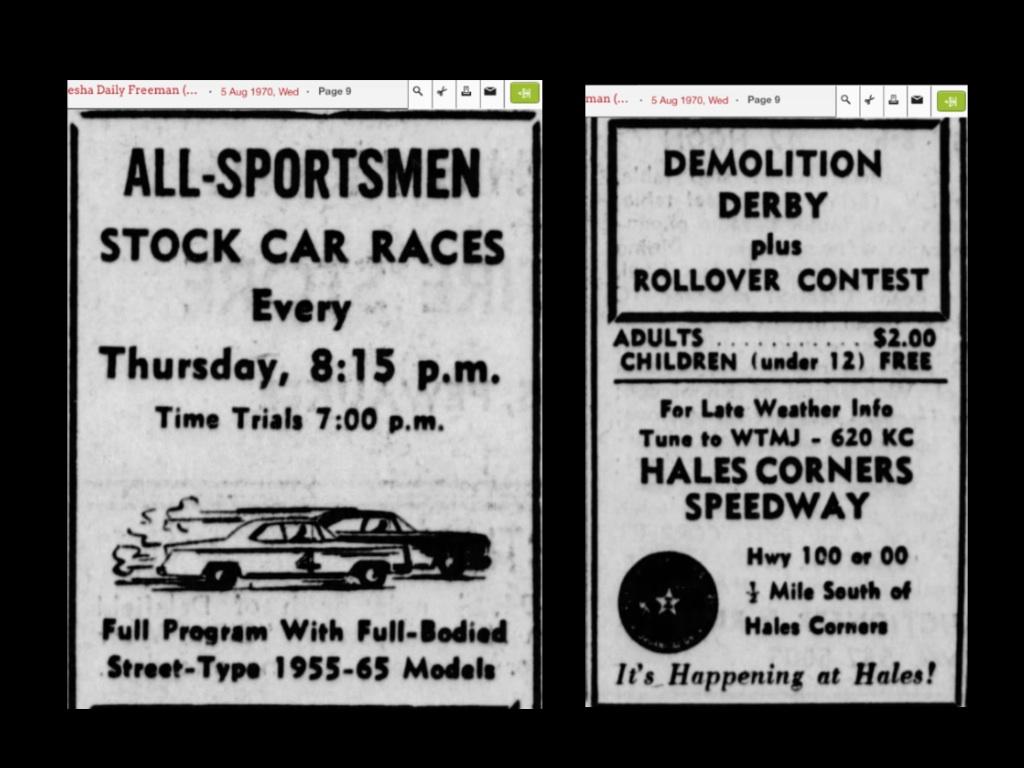 esha Daily Freeman (... · 5 Aug 1970, Wed · Page 9
ALL-SPORTSMEN
STOCK CAR RACES
Every
Thursday, 8:15 p.m.
Time Trials 7:00 p.m.
4
Full Program With Full-Bodied
Street-Type 1955-65 Models
man (... · 5 Aug 1970, Wed · Page 9
DEMOLITION
DERBY
plus
ROLLOVER CONTEST
ADULTS . . . . . . . . . . . $2.00
CHILDREN (under 12) FREE
For Late Weather Info
Tune to WTMJ - 620 KC
HALES CORNERS
SPEEDWAY
Hwy 100 or 00
½ Mile South of
Hales Corners
It's Happening at Hales!